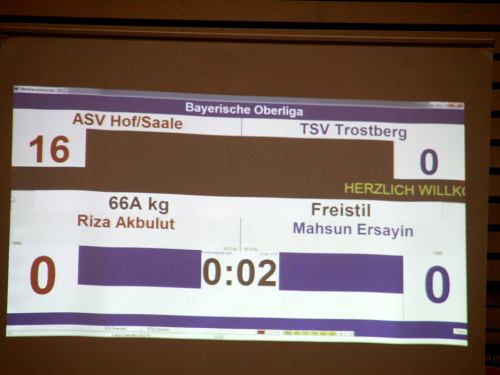 Bayerische Oberliga
ASV Hof/Saale
TSV Trostberg
16
0
HERZLICH WILLKO
66A kg
Freistil
Riza Akbulut
Mahsun Ersayin
0
0:02
0